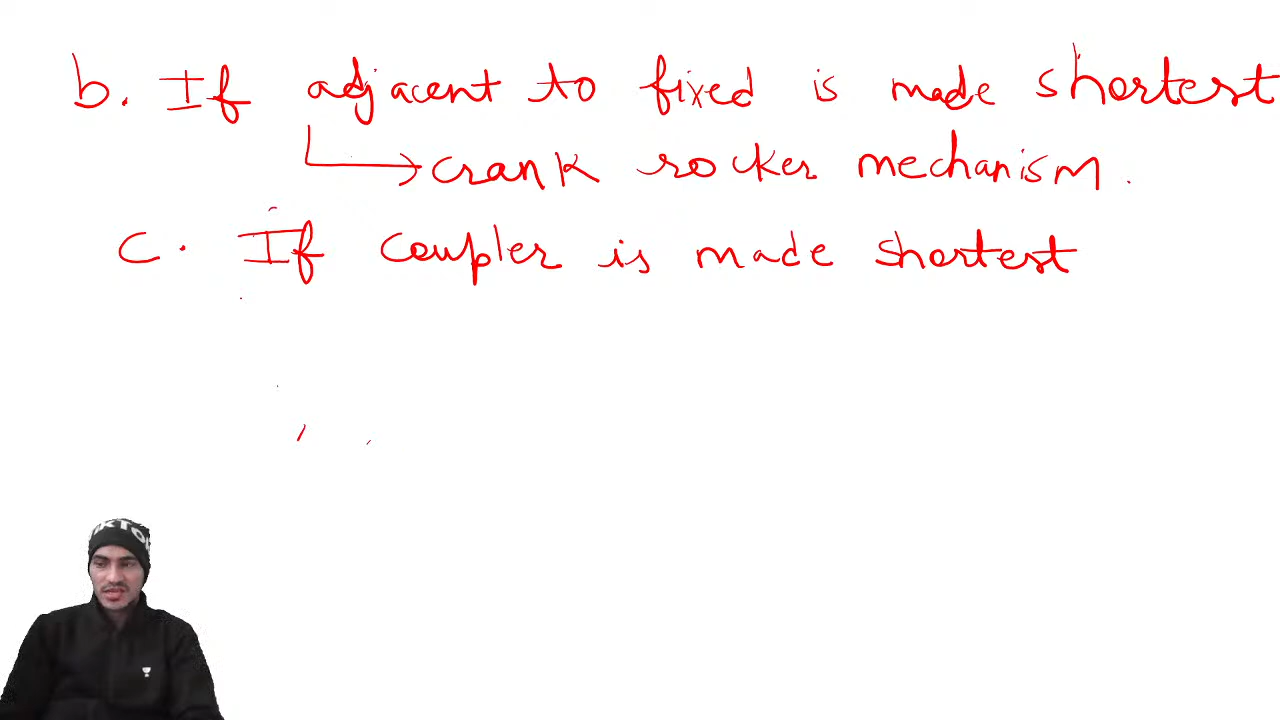 b. If adjacent to fixed is made shortest
crank rocker mechanism.
c. If coupler is made shortest